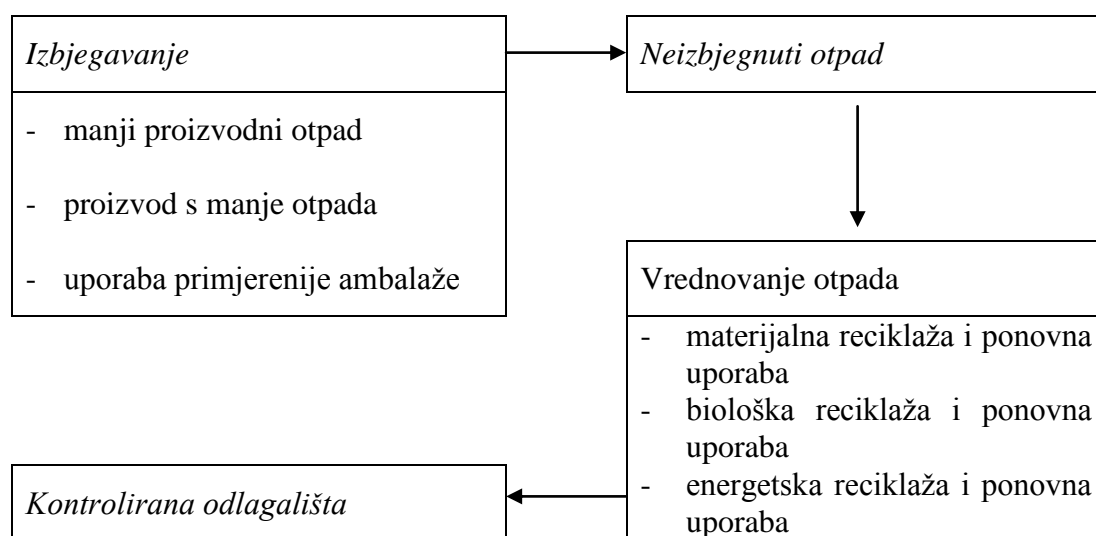 Izbjegavanje
- manji proizvodni otpad
- proizvod s manje otpada
- uporaba primjerenije ambalaže
Neizbjegnuti otpad
Vrednovanje otpada
- materijalna reciklaža i ponovna
uporaba
- biološka reciklaža i ponovna
uporaba
- energetska reciklaža i ponovna
uporaba
Kontrolirana odlagališta